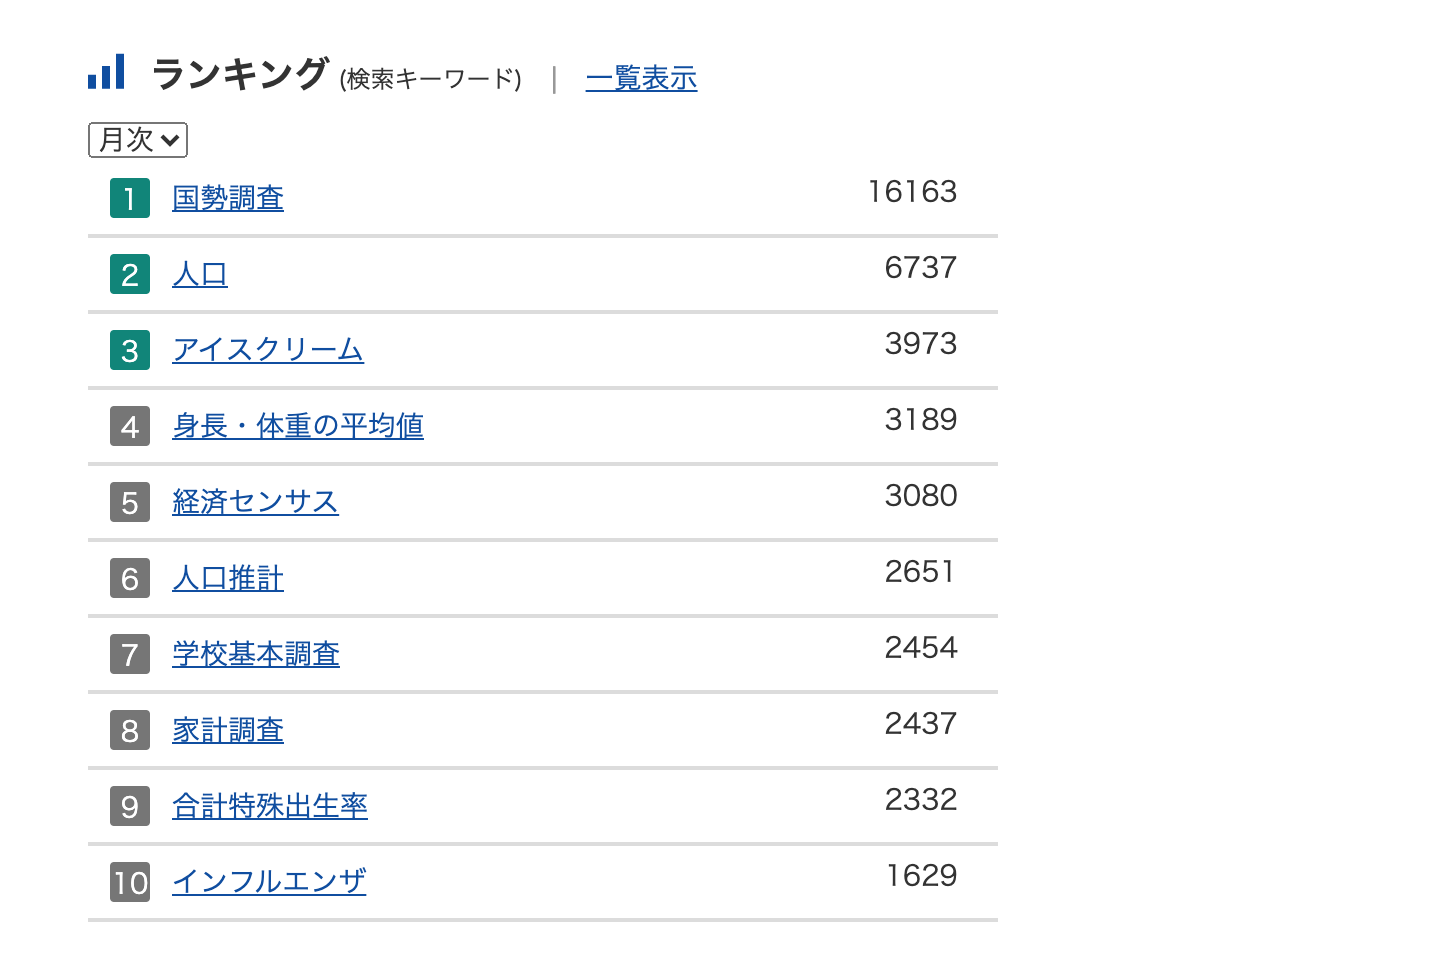 ランキング (検索キーワード) | 一覧表示
月次
1 国勢調査 16163
2 人口 6737
3 アイスクリーム 3973
4 身長・体重の平均値 3189
5 経済センサス 3080
6 人口推計 2651
7 学校基本調査 2454
8 家計調査 2437
9 合計特殊出生率 2332
10 インフルエンザ 1629